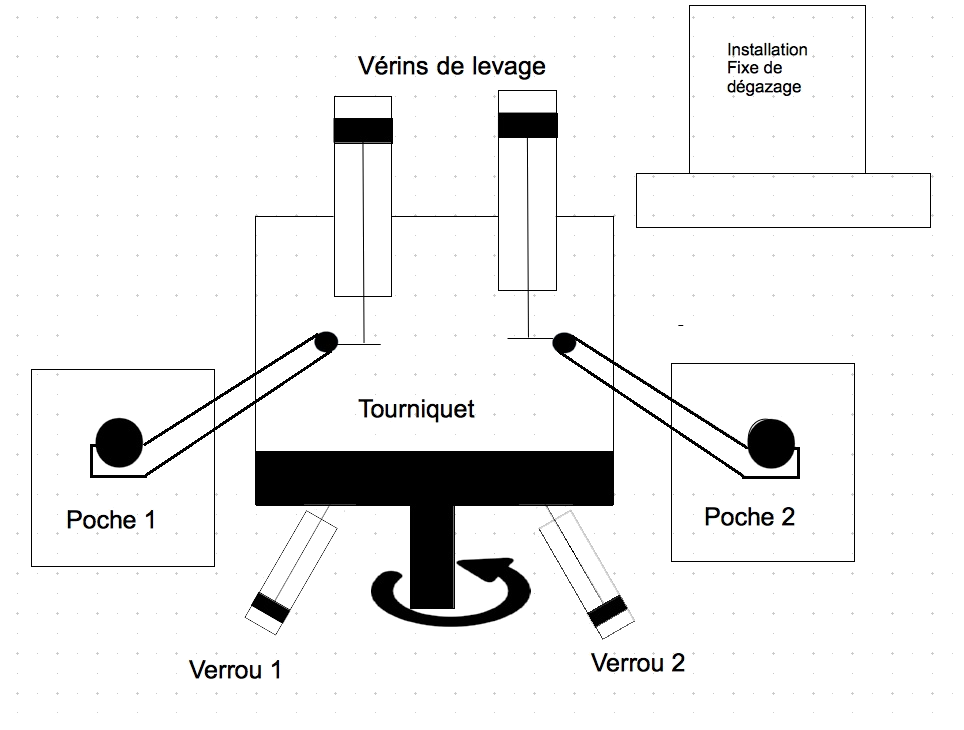 Vérins de levage
Installation
Fixe de
dégazage
Tourniquet
Poche 1
Poche 2
Verrou 1
Verrou 2